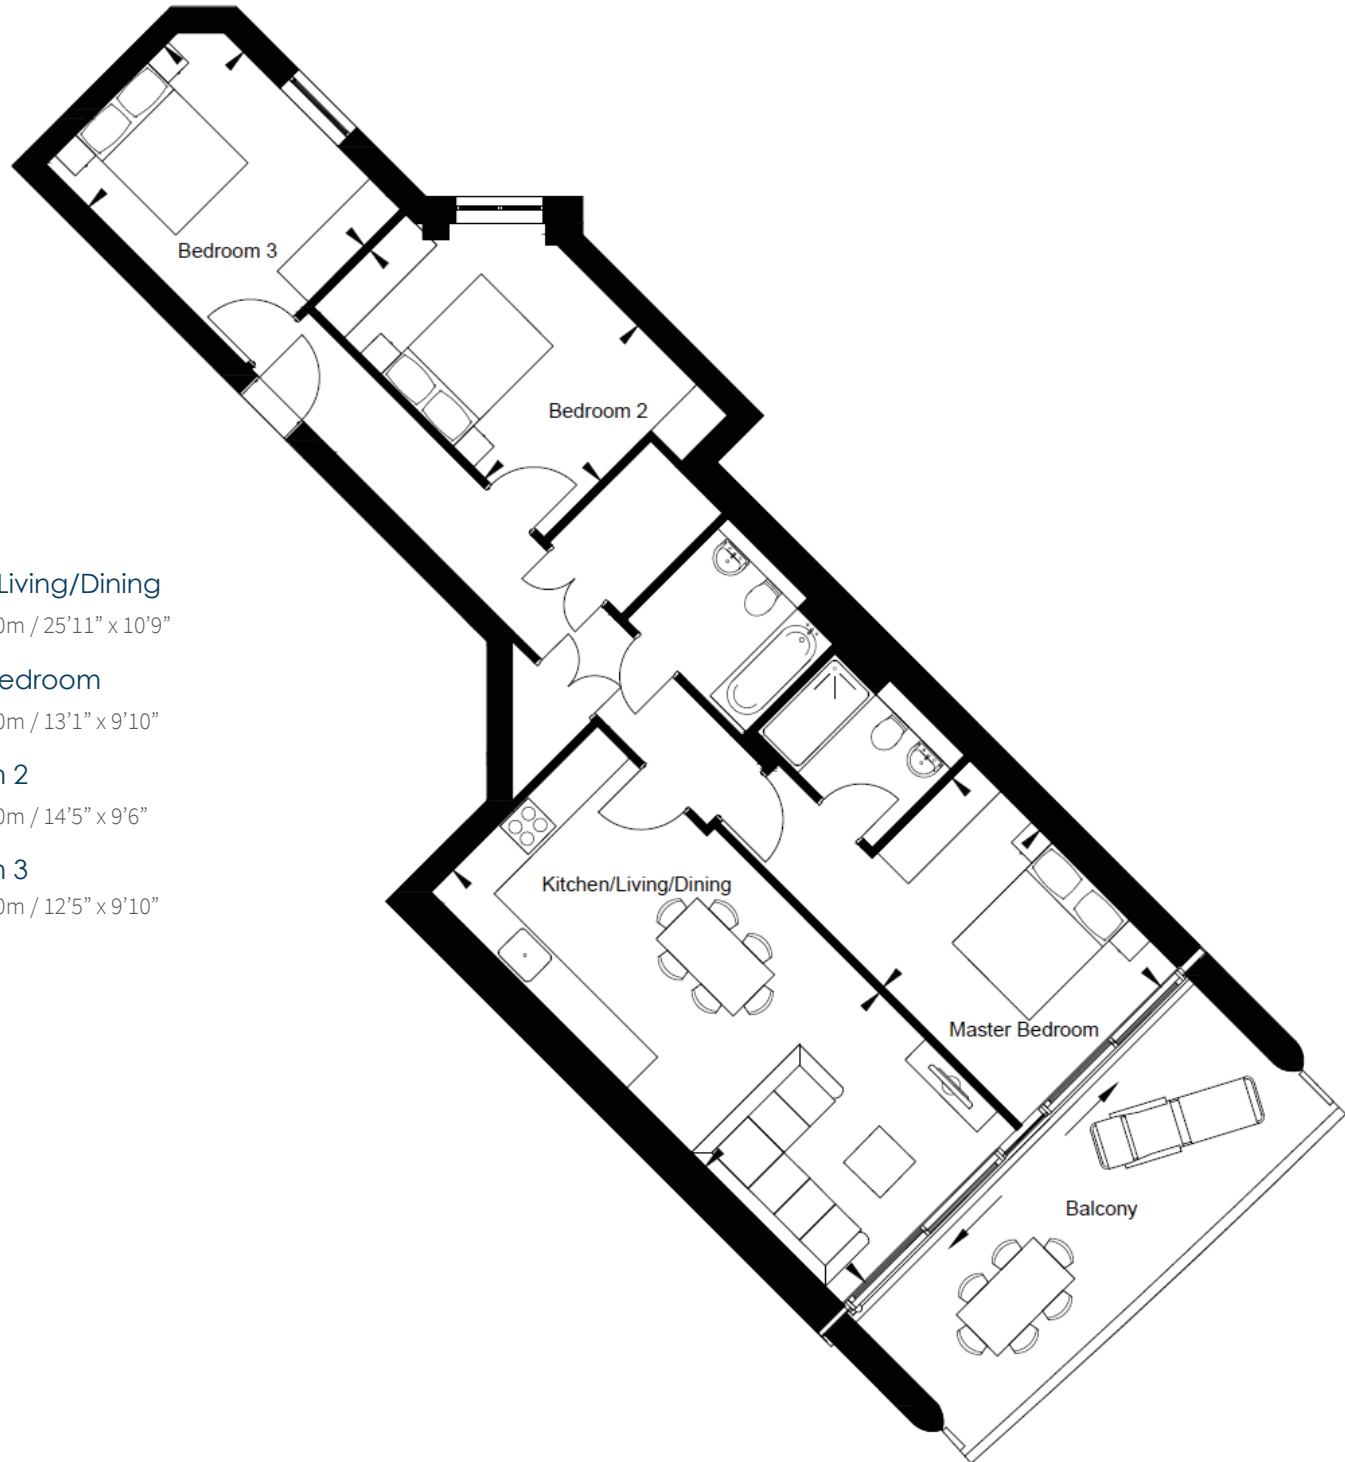 Living/Dining
0m / 25’11” x 10’9”
edroom
0m / 13’1” x 9’10”
n 2
0m / 14’5” x 9’6”
n 3
0m / 12’5” x 9’10”
Bedroom 3
Bedroom 2
Kitchen/Living/Dining
Master Bedroom
Balcony